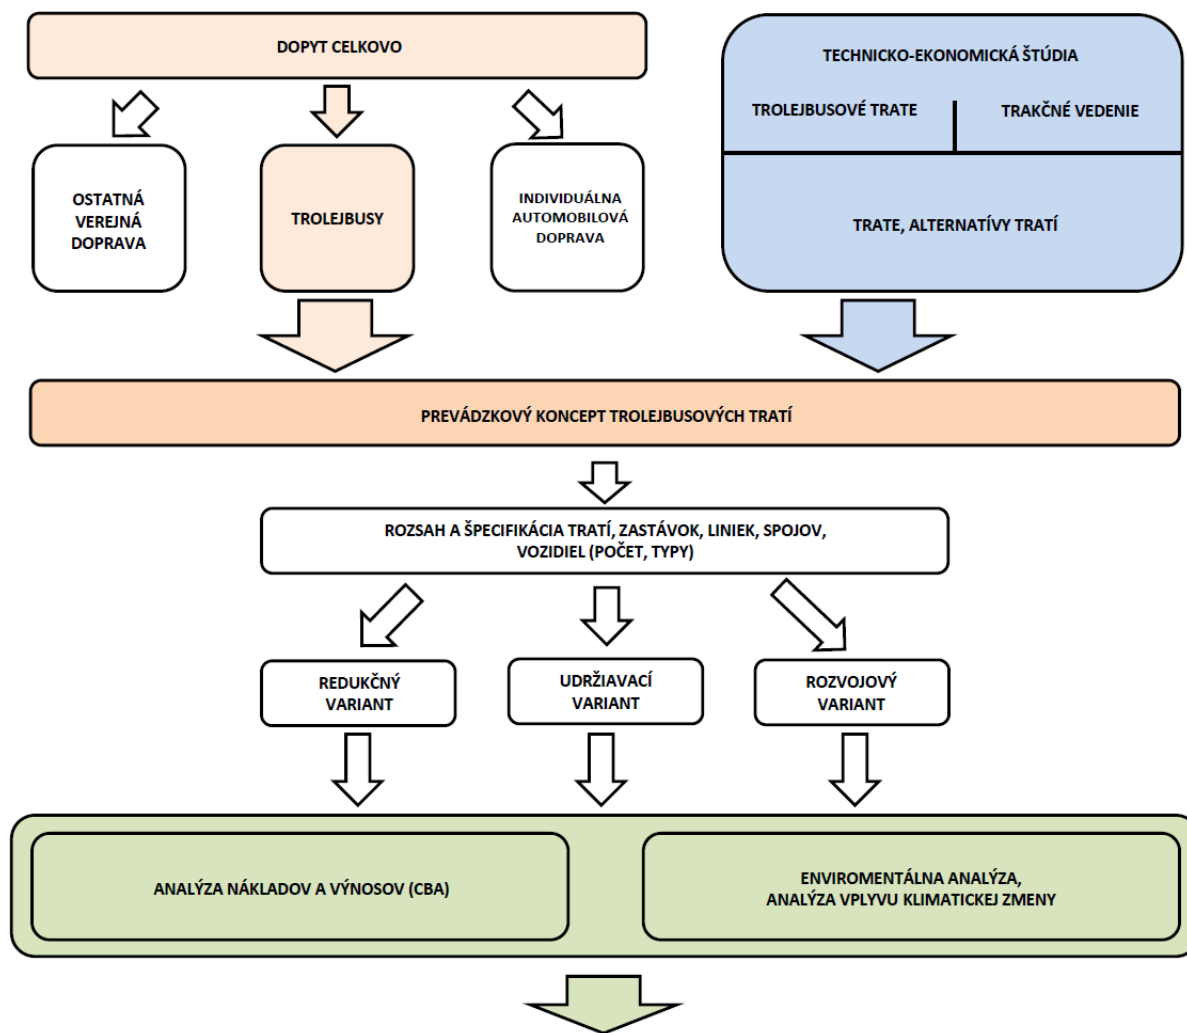 DOPYT CELKOVO
OSTATNÁ
VEREJNÁ
DOPRAVA
TROLEJBUSY
INDIVIDUÁLNA
AUTOMOBILOVÁ
DOPRAVA
TECHNICKO-EKONOMICKÁ ŠTÚDIA
TROLEJBUSOVÉ TRATE
TRAKČNÉ VEDENIE
TRATE, ALTERNATÍVY TRATÍ
PREVÁDZKOVÝ KONCEPT TROLEJBUSOVÝCH TRATÍ
ROZSAH A ŠPECIFIKÁCIA TRATÍ, ZASTÁVOK, LINIEK, SPOJOV,
VOZIDIEL (POČET, TYPY)
REDUKČNÝ
VARIANT
UDRŽIAVACÍ
VARIANT
ROZVOJOVÝ
VARIANT
ANALÝZA NÁKLADOV A VÝNOSOV (CBA)
ENVIROMENTÁLNA ANALÝZA,
ANALÝZA VPLYVU KLIMATICKEJ ZMENY